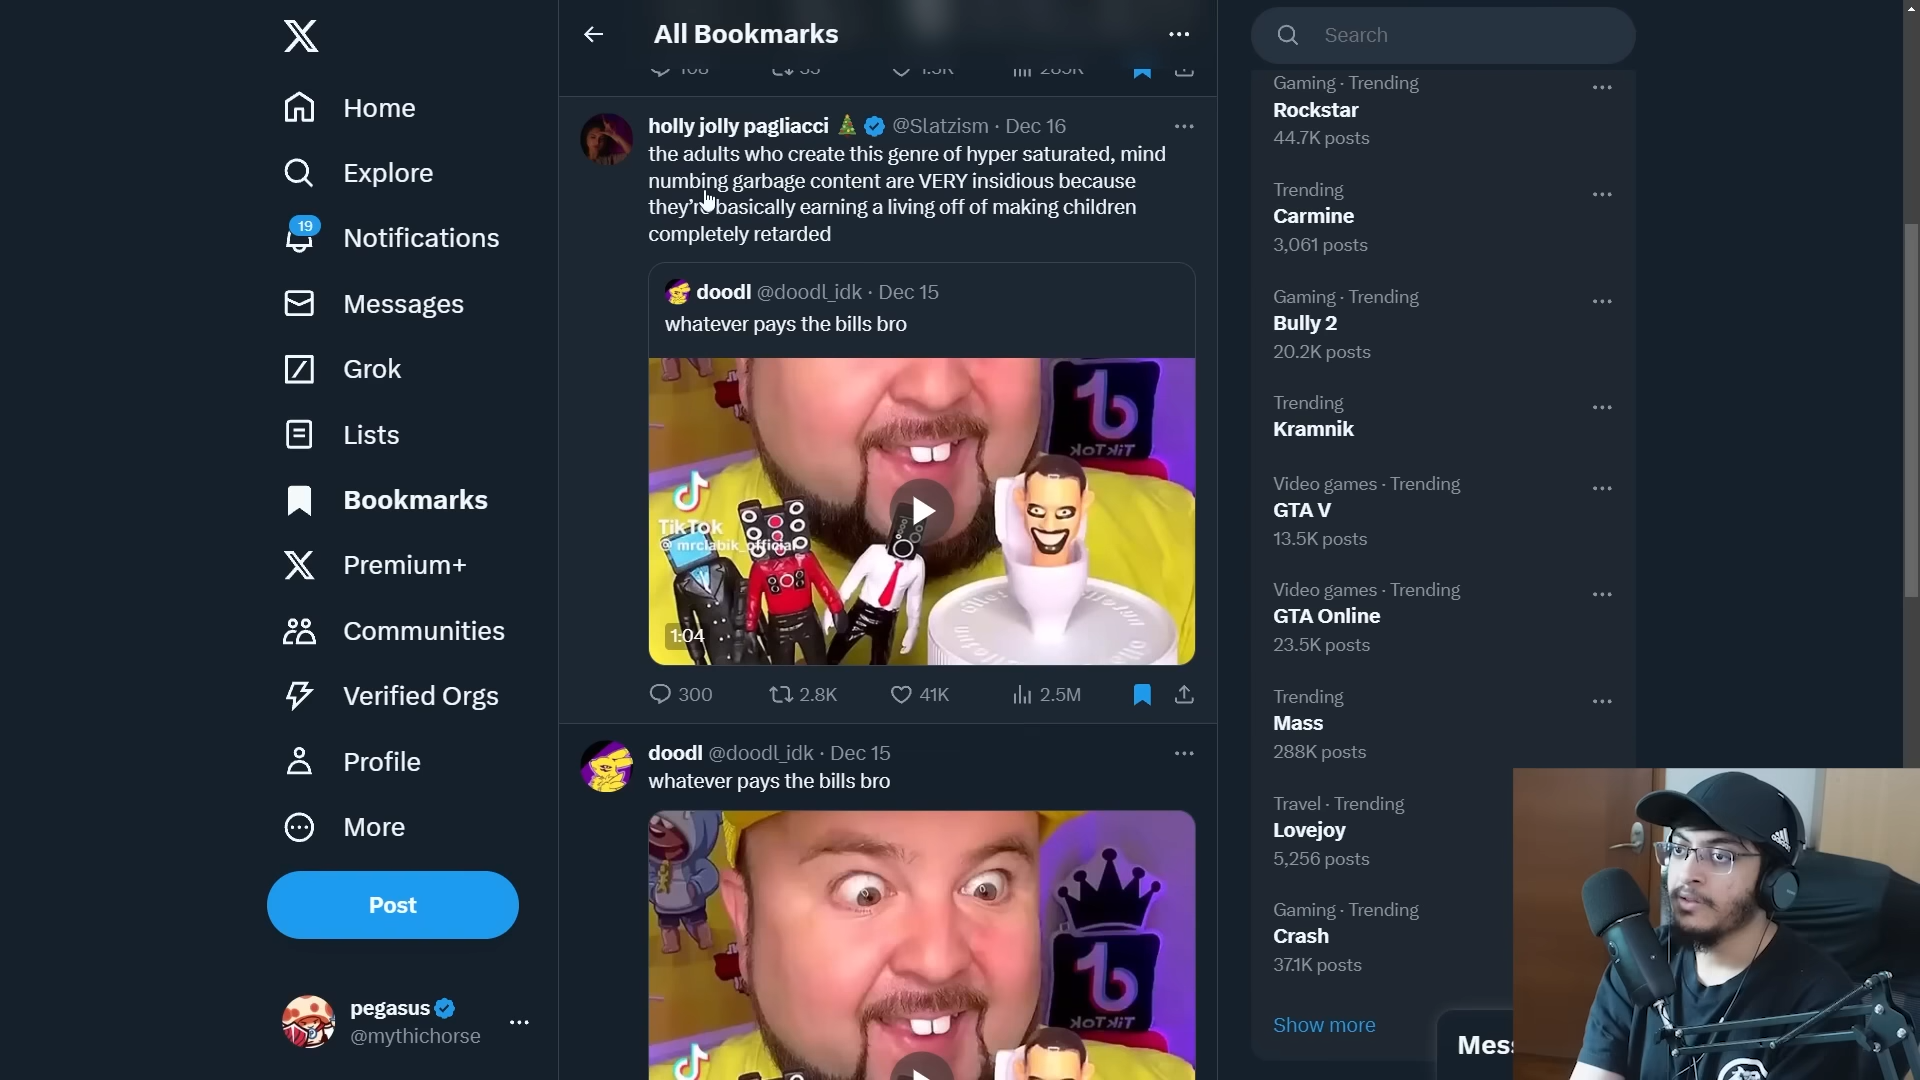 Home
Explore
19
Notifications
Messages
Grok
Lists
Bookmarks
Premium+
Communities
Verified Orgs
Profile
More
Post
pegasus
@mythichorse
All Bookmarks
holly jolly pagliacci @Slatzism · Dec 16
the adults who create this genre of hyper saturated, mind
numbing garbage content are VERY insidious because
they're basically earning a living off of making children
completely retarded
doodl @doodl_idk · Dec 15
whatever pays the bills bro
TikTok
TikTok
@mrclabik_official
1:04
300
2.8K
41K
2.5M
doodl @doodl_idk · Dec 15
whatever pays the bills bro
TikTok
Search
Gaming · Trending
Rockstar
44.7K posts
Trending
Carmine
3,061 posts
Gaming · Trending
Bully 2
20.2K posts
Trending
Kramnik
Video games · Trending
GTA V
13.5K posts
Video games · Trending
GTA Online
23.5K posts
Trending
Mass
288K posts
Travel · Trending
Lovejoy
5,256 posts
Gaming · Trending
Crash
37.1K posts
Show more